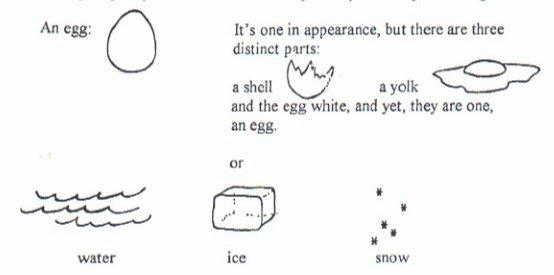 An egg:
It's one in appearance, but there are three
distinct parts:
a shell a yolk
and the egg white, and yet, they are one,
an egg.
or
water ice snow